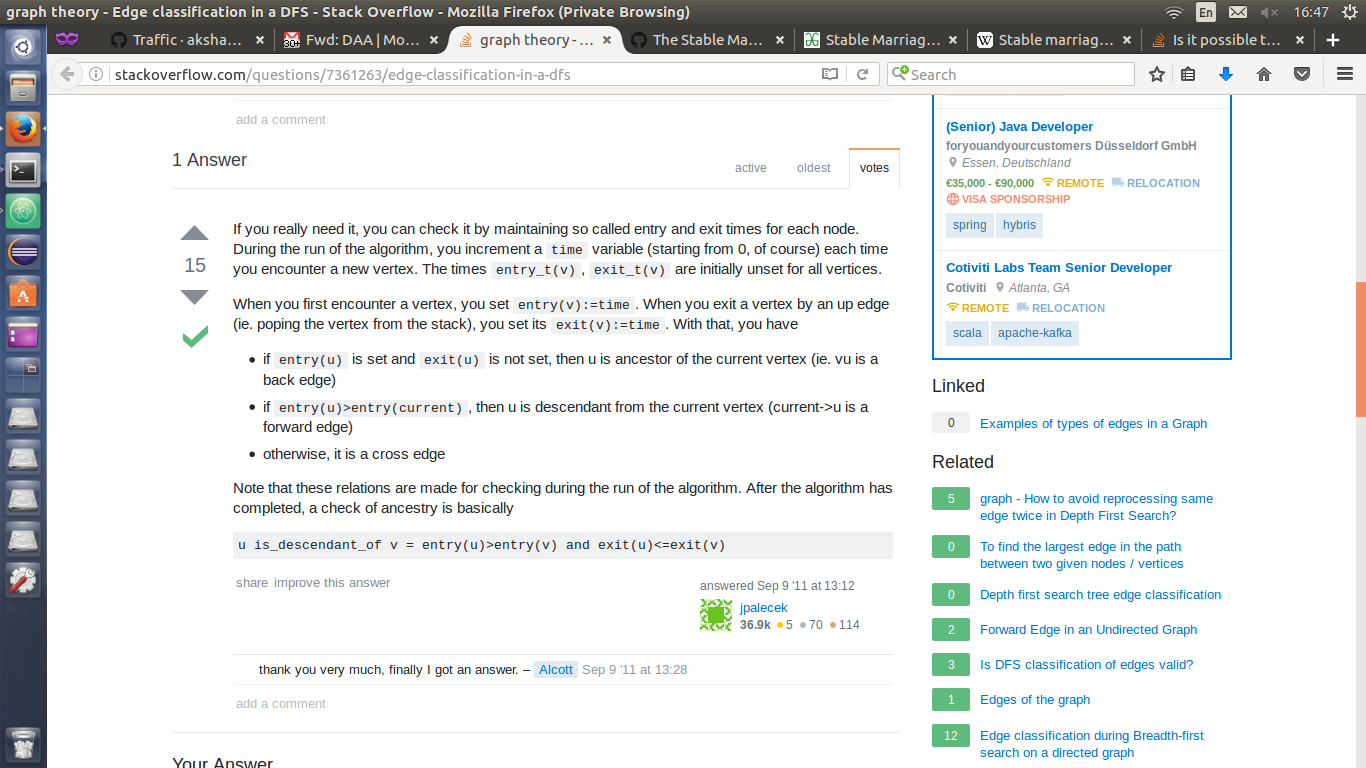 graph theory - Edge classification in a DFS - Stack Overflow - Mozilla Firefox (Private Browsing)
En
16:47
Traffic · aksha…
30+
Fwd: DAA | Mo…
graph theory - …
The Stable Ma…
Stable Marriag…
W
Stable marriag…
Is it possible t…
stackoverflow.com/questions/7361263/edge-classification-in-a-dfs
Search
add a comment
1 Answer
active
oldest
votes
15
If you really need it, you can check it by maintaining so called entry and exit times for each node.
During the run of the algorithm, you increment a time variable (starting from 0, of course) each time
you encounter a new vertex. The times entry_t(v) , exit_t(v) are initially unset for all vertices.
When you first encounter a vertex, you set entry(v):=time . When you exit a vertex by an up edge
(ie. poping the vertex from the stack), you set its exit(v):=time . With that, you have
• if entry(u) is set and exit(u) is not set, then u is ancestor of the current vertex (ie. vu is a
back edge)
• if entry(u)>entry(current) , then u is descendant from the current vertex (current->u is a
forward edge)
• otherwise, it is a cross edge
Note that these relations are made for checking during the run of the algorithm. After the algorithm has
completed, a check of ancestry is basically
u is_descendant_of v = entry(u)>entry(v) and exit(u)<=exit(v)
share improve this answer
answered Sep 9 '11 at 13:12
jpalecek
36.9k ●5 ●70 ●114
thank you very much, finally I got an answer. – Alcott Sep 9 '11 at 13:28
add a comment
Your Answer
(Senior) Java Developer
foryouandyourcustomers Düsseldorf GmbH
Essen, Deutschland
€35,000 - €90,000 REMOTE RELOCATION
VISA SPONSORSHIP
spring hybris
Cotiviti Labs Team Senior Developer
Cotiviti Atlanta, GA
REMOTE RELOCATION
scala apache-kafka
Linked
0 Examples of types of edges in a Graph
Related
5 graph - How to avoid reprocessing same
edge twice in Depth First Search?
0 To find the largest edge in the path
between two given nodes / vertices
0 Depth first search tree edge classification
2 Forward Edge in an Undirected Graph
3 Is DFS classification of edges valid?
1 Edges of the graph
12 Edge classification during Breadth-first
search on a directed graph